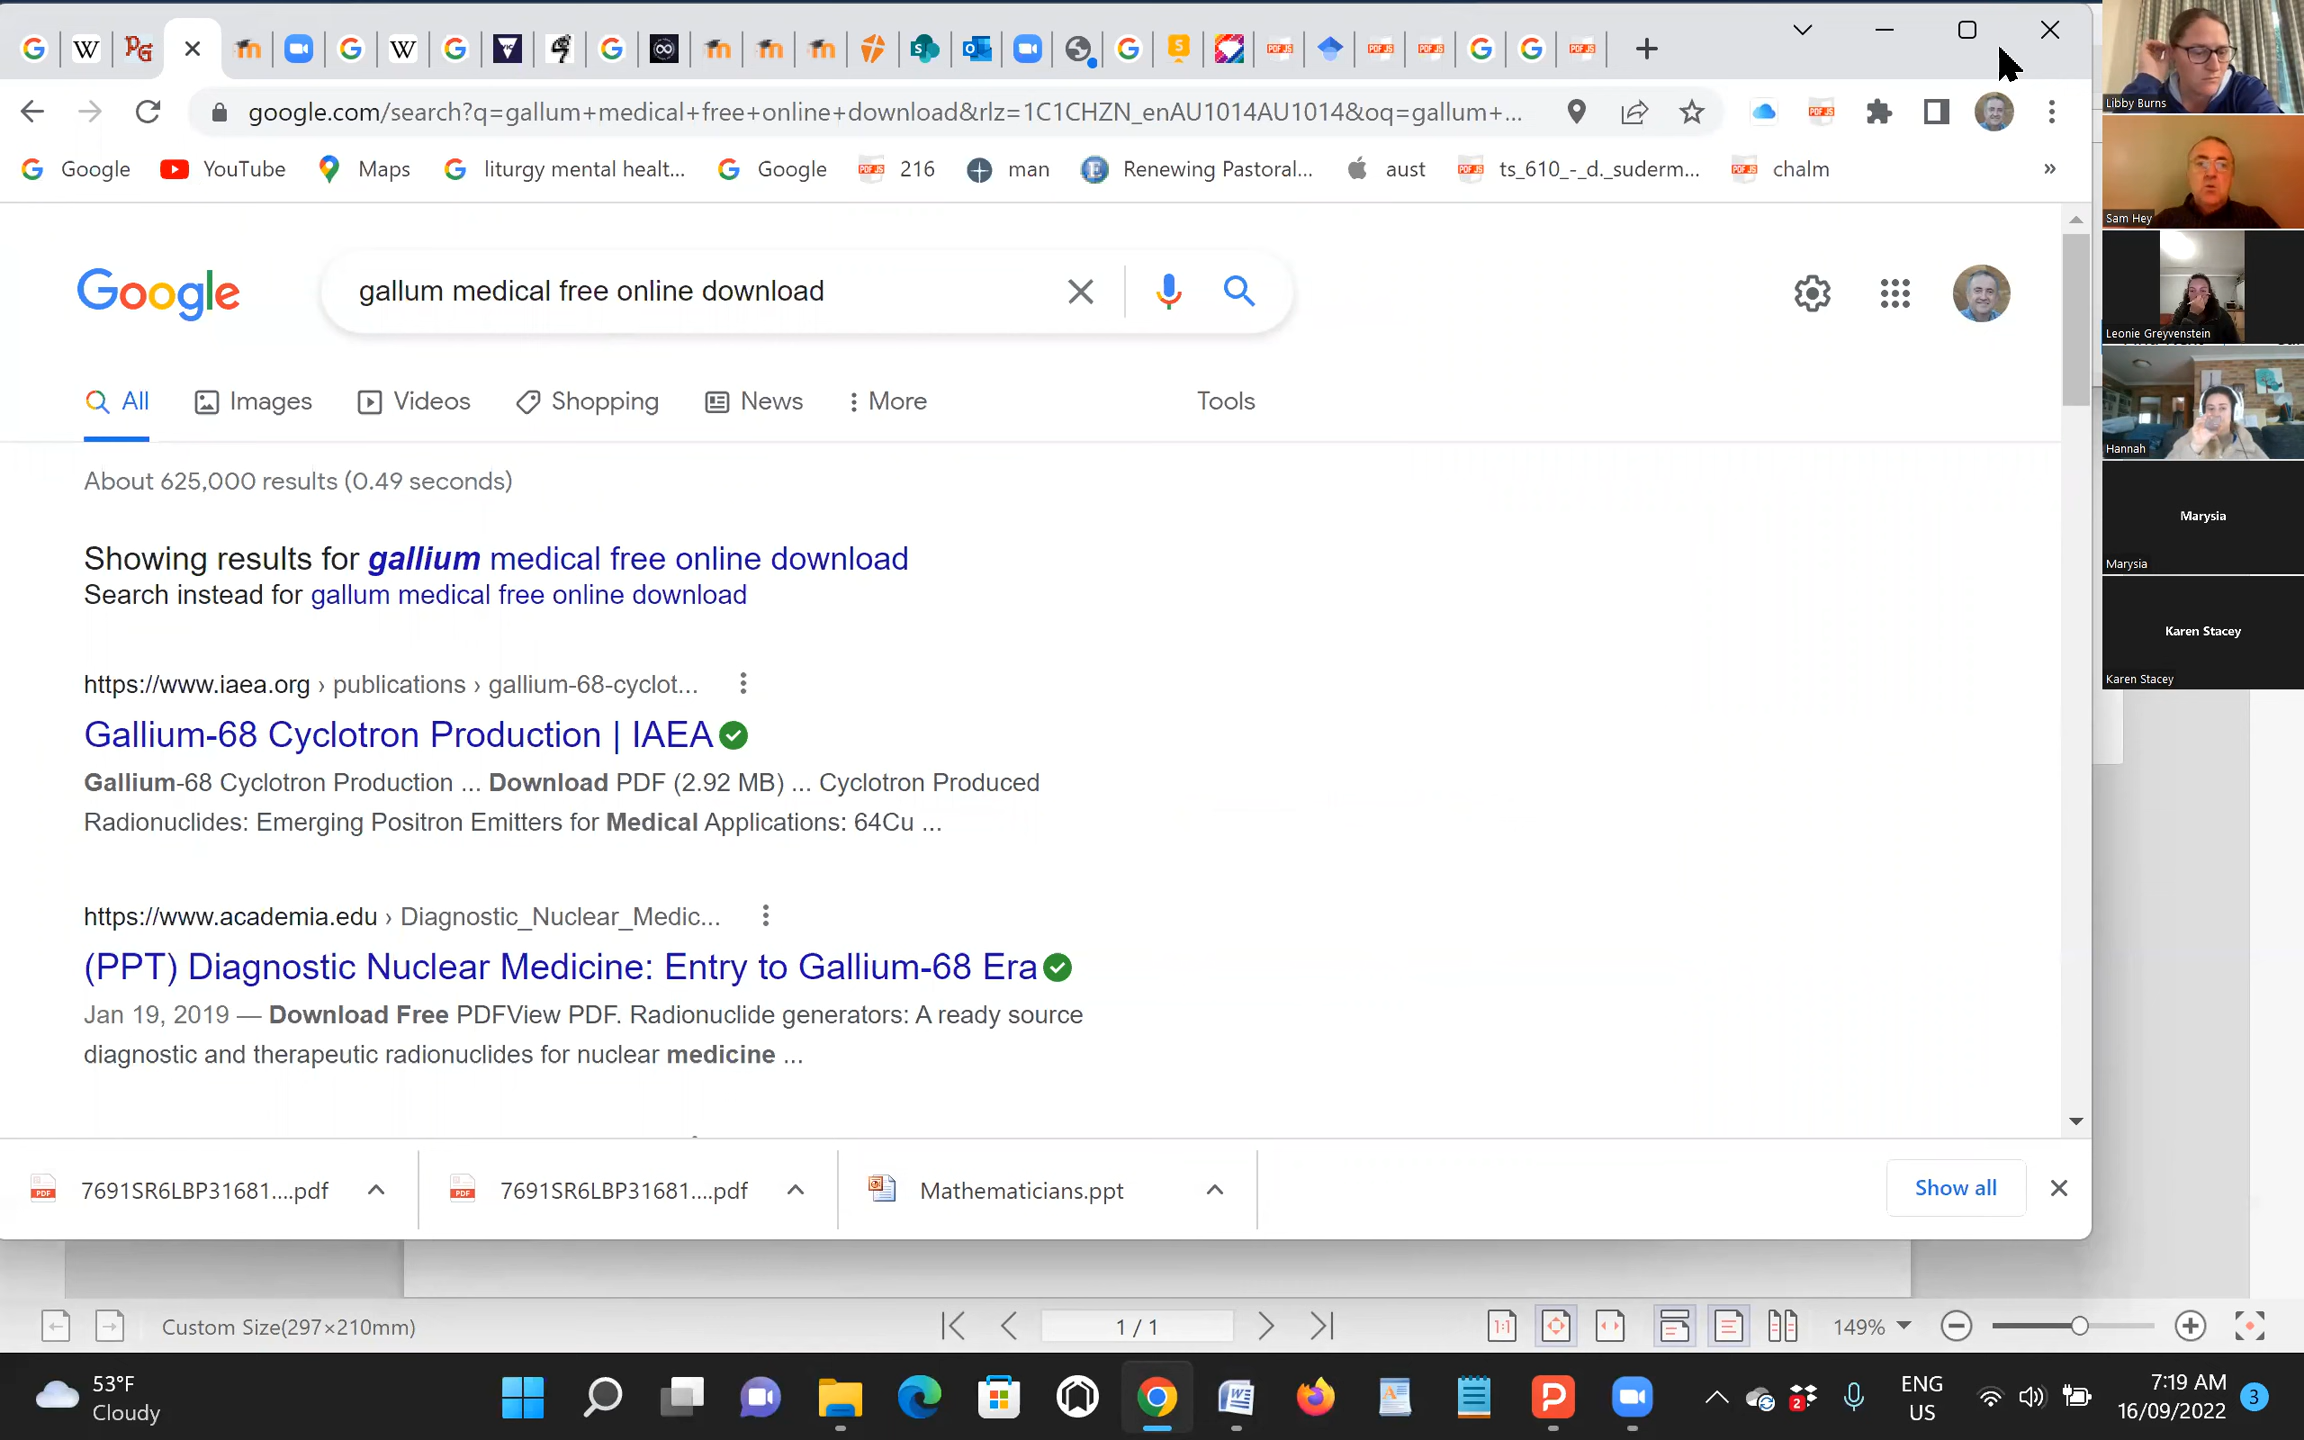 google.com/search?q=gallum+medical+free+online+download&rlz=1C1CHZN_enAU1014AU1014&oq=gallum+...
Google
YouTube
Maps
liturgy mental healt...
Google
216
man
Renewing Pastoral...
aust
ts_610_-_d._suderm...
chalm
»
Google
gallum medical free online download
All
Images
Videos
Shopping
News
More
Tools
About 625,000 results (0.49 seconds)
Showing results for gallium medical free online download
Search instead for gallum medical free online download
https://www.iaea.org › publications › gallium-68-cyclot...
Gallium-68 Cyclotron Production | IAEA
Gallium-68 Cyclotron Production ... Download PDF (2.92 MB) ... Cyclotron Produced
Radionuclides: Emerging Positron Emitters for Medical Applications: 64Cu ...
https://www.academia.edu › Diagnostic_Nuclear_Medic...
(PPT) Diagnostic Nuclear Medicine: Entry to Gallium-68 Era
Jan 19, 2019 — Download Free PDFView PDF. Radionuclide generators: A ready source
diagnostic and therapeutic radionuclides for nuclear medicine ...
7691SR6LBP31681....pdf
7691SR6LBP31681....pdf
Mathematicians.ppt
Show all
Custom Size(297×210mm)
1 / 1
149%
53°F
Cloudy
ENG
US
7:19 AM
16/09/2022
3
Libby Burns
Sam Hey
Leonie Greyvenstein
Hannah
Marysia
Marysia
Karen Stacey
Karen Stacey